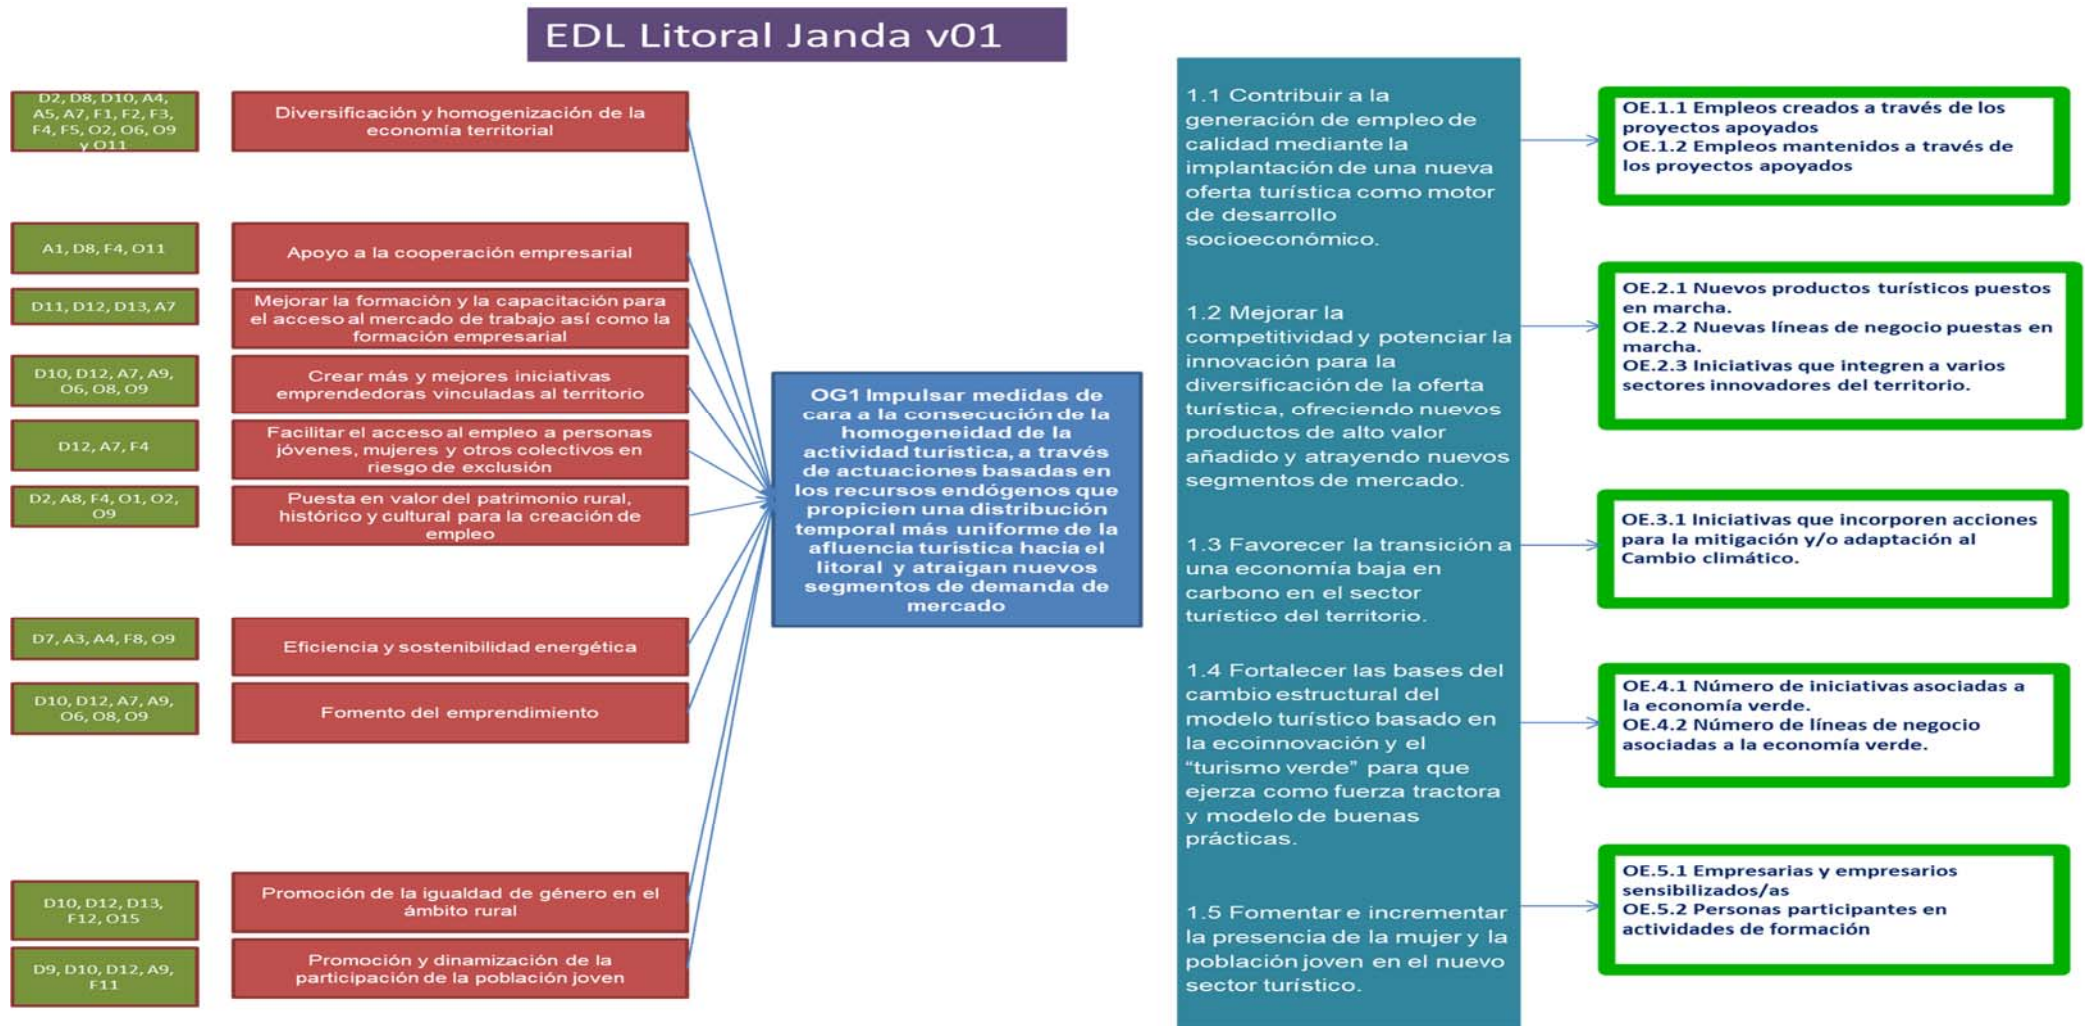 EDL Litoral Janda v01
D2, D8, D10, A4,
A5, A7, F1, F2, F3,
F4, F5, O2, O6, O9
y O11
Diversificación y homogenización de la
economía territorial
A1, D8, F4, O11
Apoyo a la cooperación empresarial
D11, D12, D13, A7
Mejorar la formación y la capacitación para
el acceso al mercado de trabajo así como la
formación empresarial
D10, D12, A7, A9,
O6, O8, O9
Crear más y mejores iniciativas
emprendedoras vinculadas al territorio
D12, A7, F4
Facilitar el acceso al empleo a personas
jóvenes, mujeres y otros colectivos en
riesgo de exclusión
D2, A8, F4, O1, O2,
O9
Puesta en valor del patrimonio rural,
histórico y cultural para la creación de
empleo
D7, A3, A4, F8, O9
Eficiencia y sostenibilidad energética
D10, D12, A7, A9,
O6, O8, O9
Fomento del emprendimiento
D10, D12, D13,
F12, O15
Promoción de la igualdad de género en el
ámbito rural
D9, D10, D12, A9,
F11
Promoción y dinamización de la
participación de la población joven
OG1 Impulsar medidas de
cara a la consecución de la
homogeneidad de la
actividad turística, a través
de actuaciones basadas en
los recursos endógenos que
propicien una distribución
temporal más uniforme de la
afluencia turística hacia el
litoral y atraigan nuevos
segmentos de demanda de
mercado
1.1 Contribuir a la
generación de empleo de
calidad mediante la
implantación de una nueva
oferta turística como motor
de desarrollo
socioeconómico.
1.2 Mejorar la
competitividad y potenciar la
innovación para la
diversificación de la oferta
turística, ofreciendo nuevos
productos de alto valor
añadido y atrayendo nuevos
segmentos de mercado.
1.3 Favorecer la transición a
una economía baja en
carbono en el sector
turístico del territorio.
1.4 Fortalecer las bases del
cambio estructural del
modelo turístico basado en
la ecoinnovación y el
“turismo verde” para que
ejerza como fuerza tractora
y modelo de buenas
prácticas.
1.5 Fomentar e incrementar
la presencia de la mujer y la
población joven en el nuevo
sector turístico.
OE.1.1 Empleos creados a través de los
proyectos apoyados
OE.1.2 Empleos mantenidos a través de
los proyectos apoyados
OE.2.1 Nuevos productos turísticos puestos
en marcha.
OE.2.2 Nuevas líneas de negocio puestas en
marcha.
OE.2.3 Iniciativas que integren a varios
sectores innovadores del territorio.
OE.3.1 Iniciativas que incorporen acciones
para la mitigación y/o adaptación al
Cambio climático.
OE.4.1 Número de iniciativas asociadas a
la economía verde.
OE.4.2 Número de líneas de negocio
asociadas a la economía verde.
OE.5.1 Empresarias y empresarios
sensibilizados/as
OE.5.2 Personas participantes en
actividades de formación